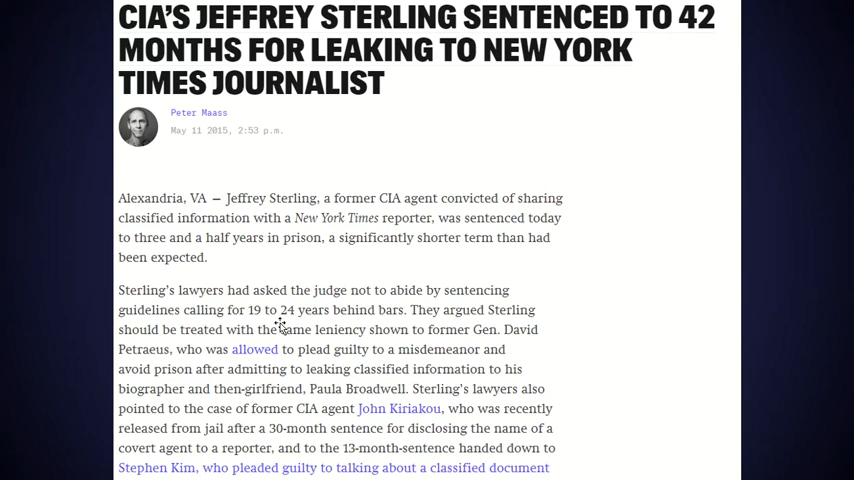 CIA'S JEFFREY STERLING SENTENCED TO 42
MONTHS FOR LEAKING TO NEW YORK
TIMES JOURNALIST
Peter Maass
May 11 2015, 2:53 p.m.
Alexandria, VA — Jeffrey Sterling, a former CIA agent convicted of sharing
classified information with a New York Times reporter, was sentenced today
to three and a half years in prison, a significantly shorter term than had
been expected.
Sterling's lawyers had asked the judge not to abide by sentencing
guidelines calling for 19 to 24 years behind bars. They argued Sterling
should be treated with the same leniency shown to former Gen. David
Petraeus, who was allowed to plead guilty to a misdemeanor and
avoid prison after admitting to leaking classified information to his
biographer and then-girlfriend, Paula Broadwell. Sterling's lawyers also
pointed to the case of former CIA agent John Kiriakou, who was recently
released from jail after a 30-month sentence for disclosing the name of a
covert agent to a reporter, and to the 13-month-sentence handed down to
Stephen Kim, who pleaded guilty to talking about a classified document